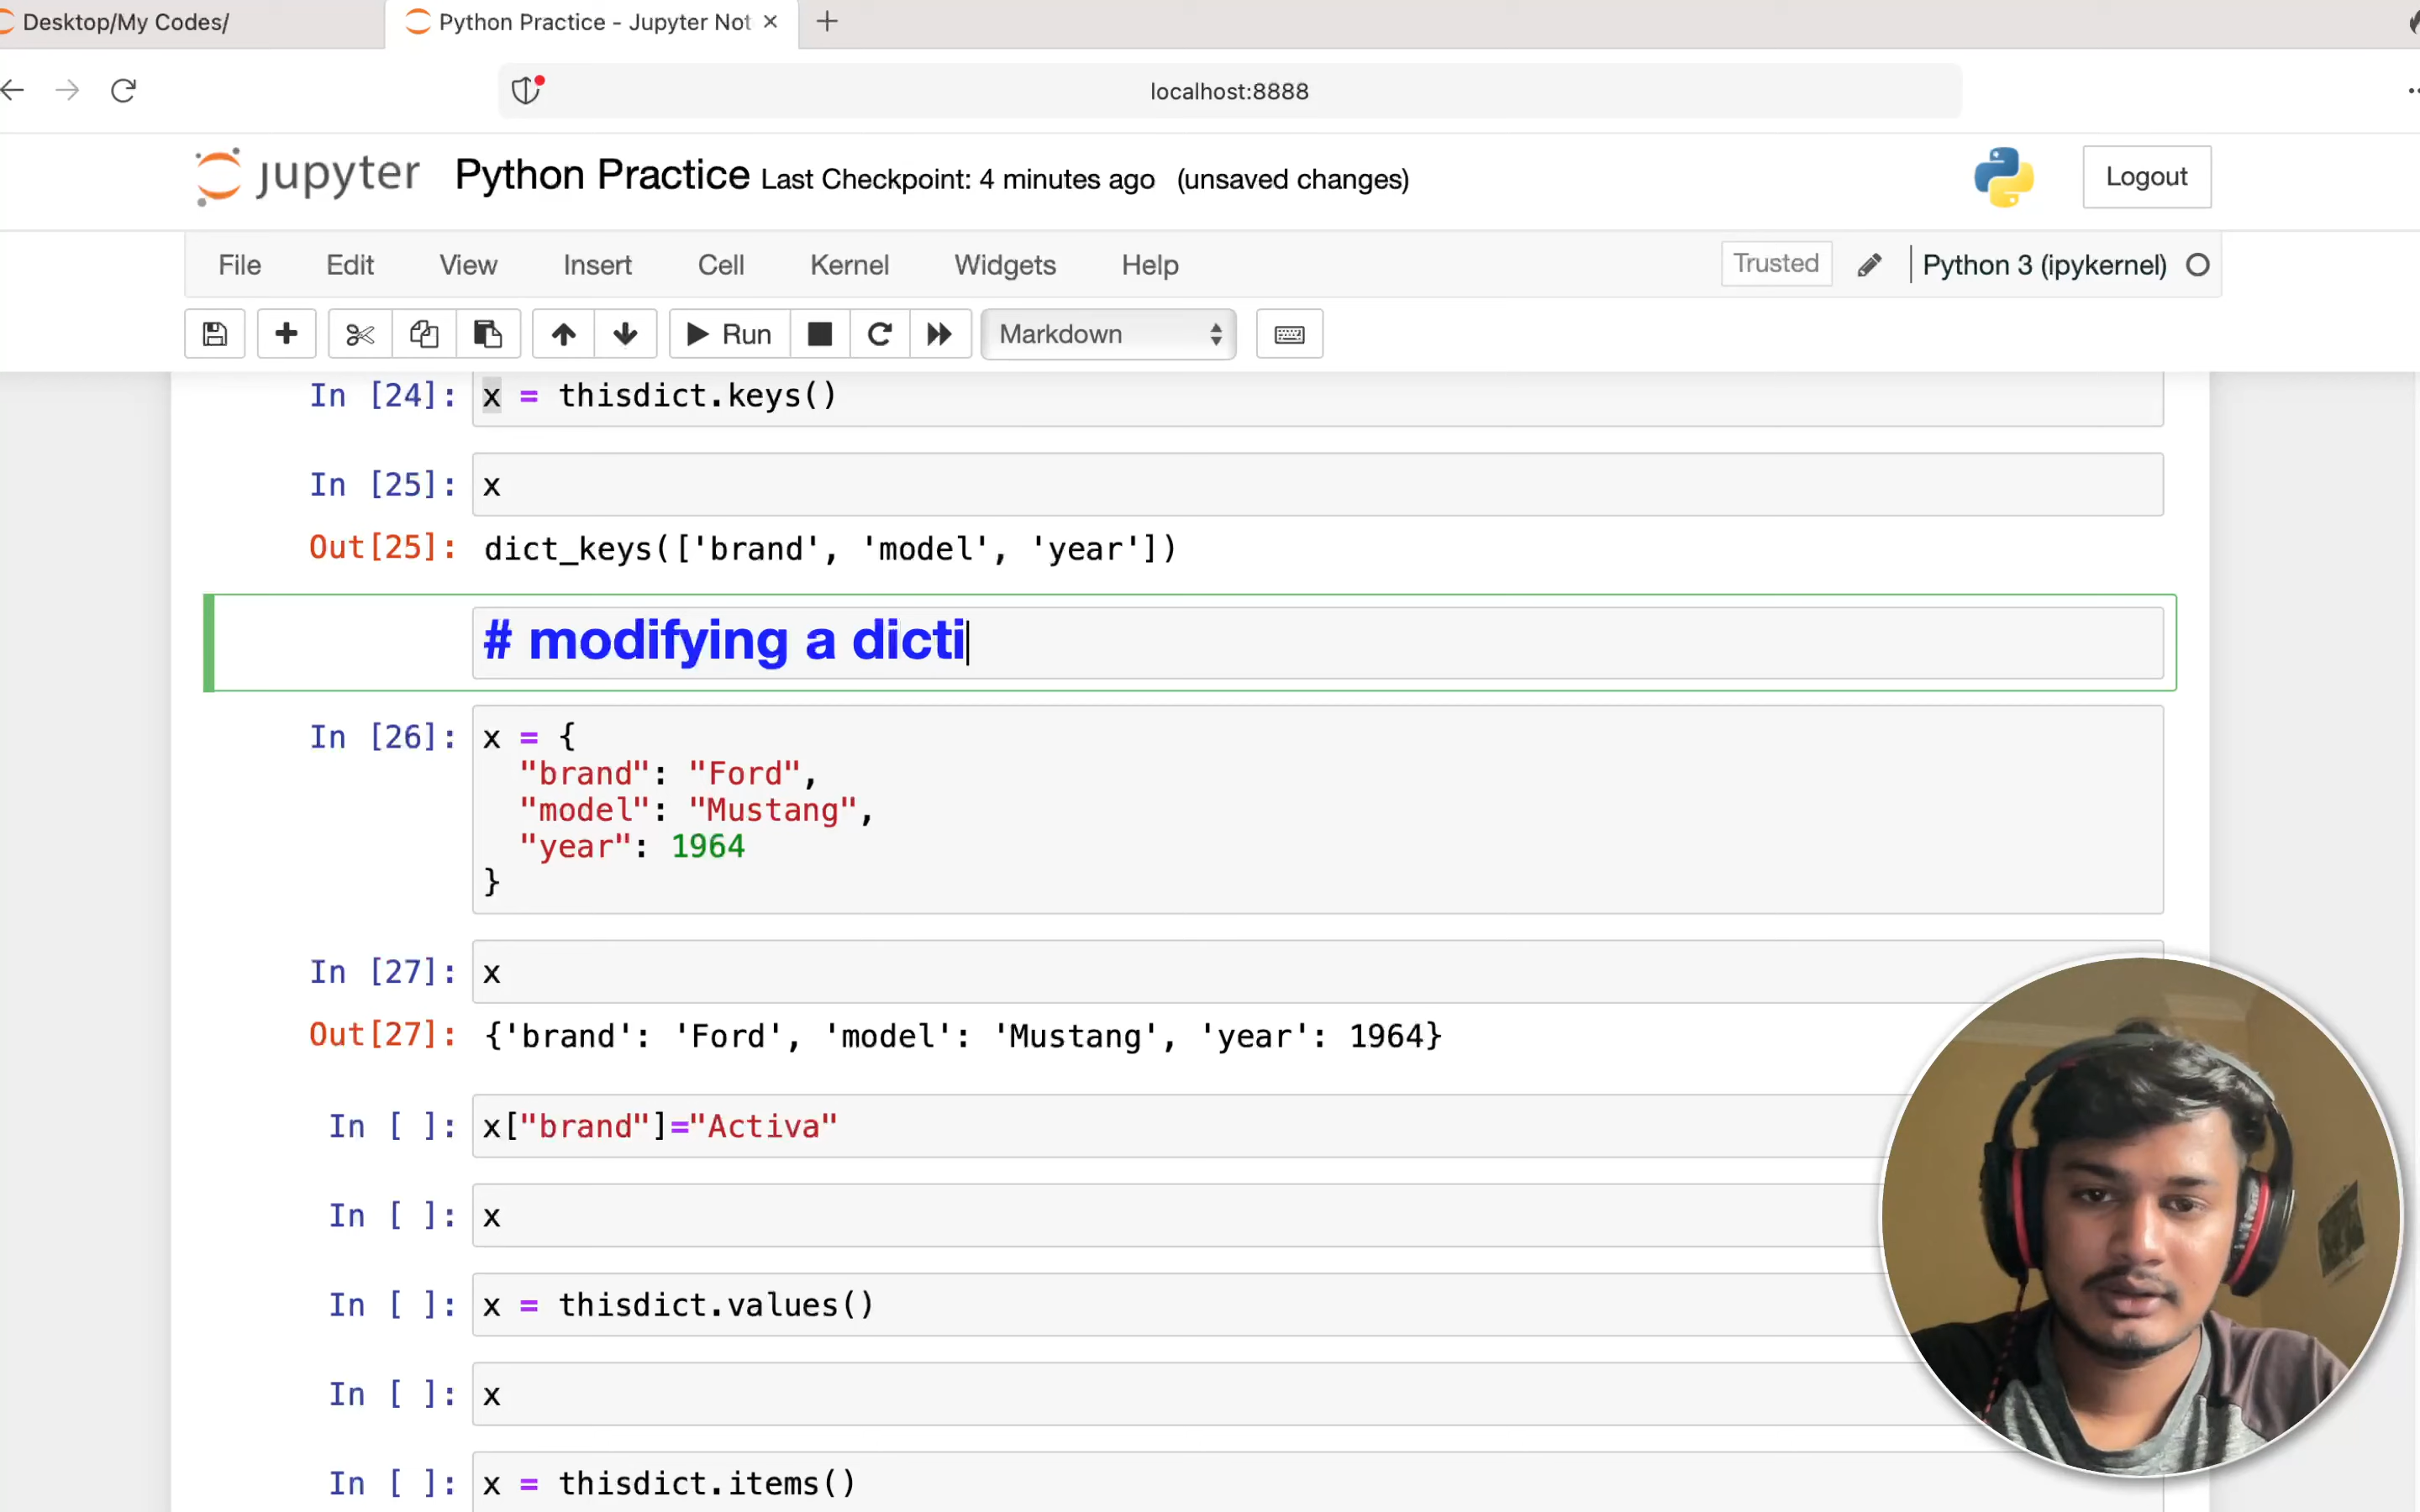 Desktop/My Codes/ Python Practice - Jupyter Not
localhost:8888
jupyter Python Practice Last Checkpoint: 4 minutes ago (unsaved changes) Logout
File Edit View Insert Cell Kernel Widgets Help Trusted Python 3 (ipykernel)
Run Markdown
In [24]: x = thisdict.keys()
In [25]: x
Out[25]: dict_keys(['brand', 'model', 'year'])
# modifying a dicti
In [26]: x = {
"brand": "Ford",
"model": "Mustang",
"year": 1964
}
In [27]: x
Out[27]: {'brand': 'Ford', 'model': 'Mustang', 'year': 1964}
In [ ]: x["brand"]="Activa"
In [ ]: x
In [ ]: x = thisdict.values()
In [ ]: x
In [ ]: x = thisdict.items()